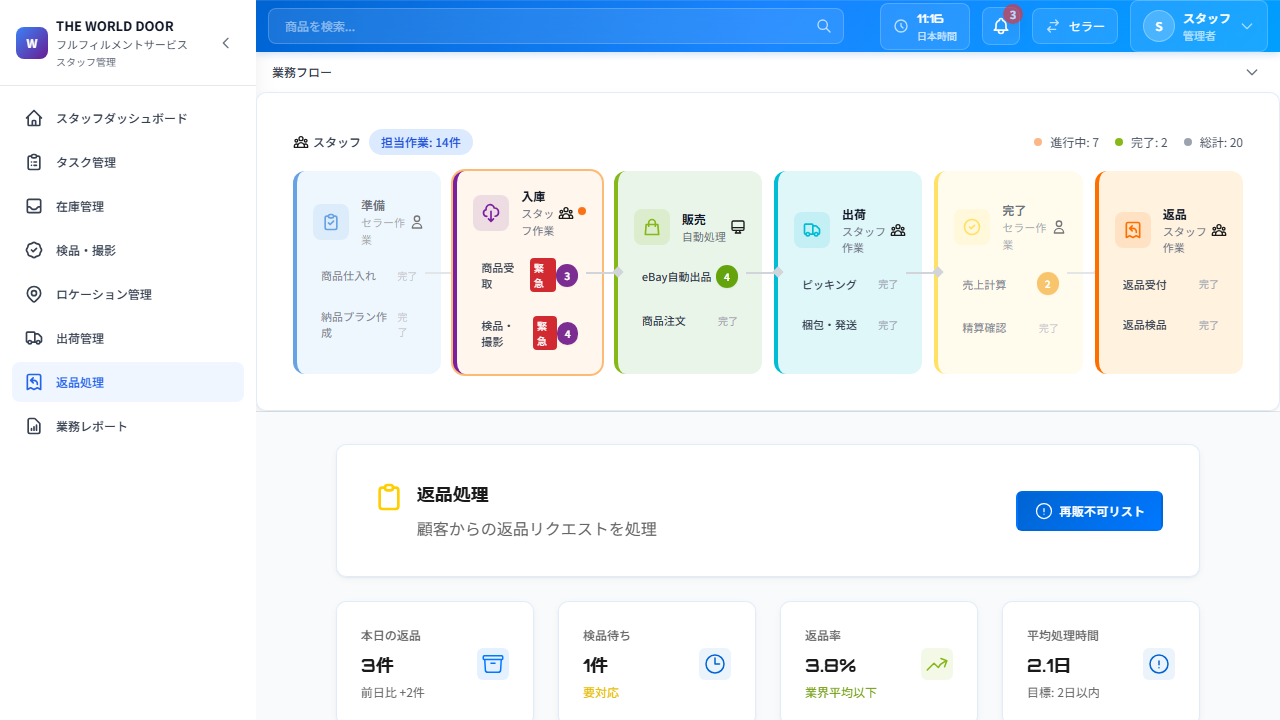 W
THE WORLD DOOR
フルフィルメントサービス
スタッフ管理
スタッフダッシュボード
タスク管理
在庫管理
検品・撮影
ロケーション管理
出荷管理
返品処理
業務レポート
商品を検索...
11:16
日本時間
3
セラー
S
スタッフ
管理者
業務フロー
スタッフ
担当作業: 14件
進行中: 7
完了: 2
総計: 20
準備
セラー作
業
商品仕入れ
完了
納品プラン作
成
完
了
入庫
スタッ
フ作業
商品受
取
緊
急
3
検品・
撮影
緊
急
4
販売
自動処理
eBay自動出品
4
商品注文
完了
出荷
スタッフ
作業
ピッキング
完了
梱包・発送
完了
完了
セラー作
業
売上計算
2
精算確認
完了
返品
スタッフ
作業
返品受付
完了
返品検品
完了
返品処理
顧客からの返品リクエストを処理
再販不可リスト
本日の返品
3件
前日比 +2件
検品待ち
1件
要対応
返品率
3.8%
業界平均以下
平均処理時間
2.1日
目標: 2日以内